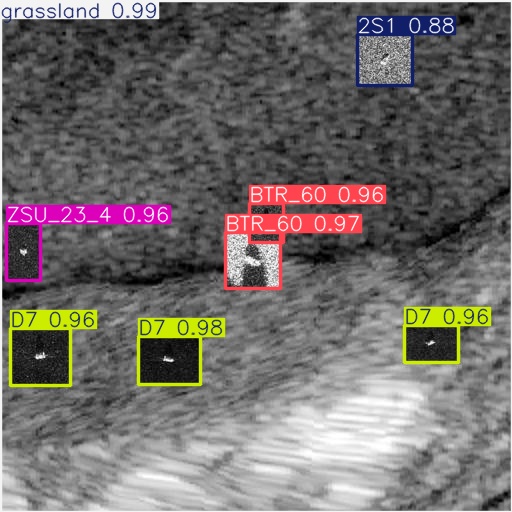 grassland 0.99
2S1 0.88
BTR_60 0.96
ZSU_23_4 0.96
BTR_60 0.97
D7 0.96
D7 0.98
D7 0.96